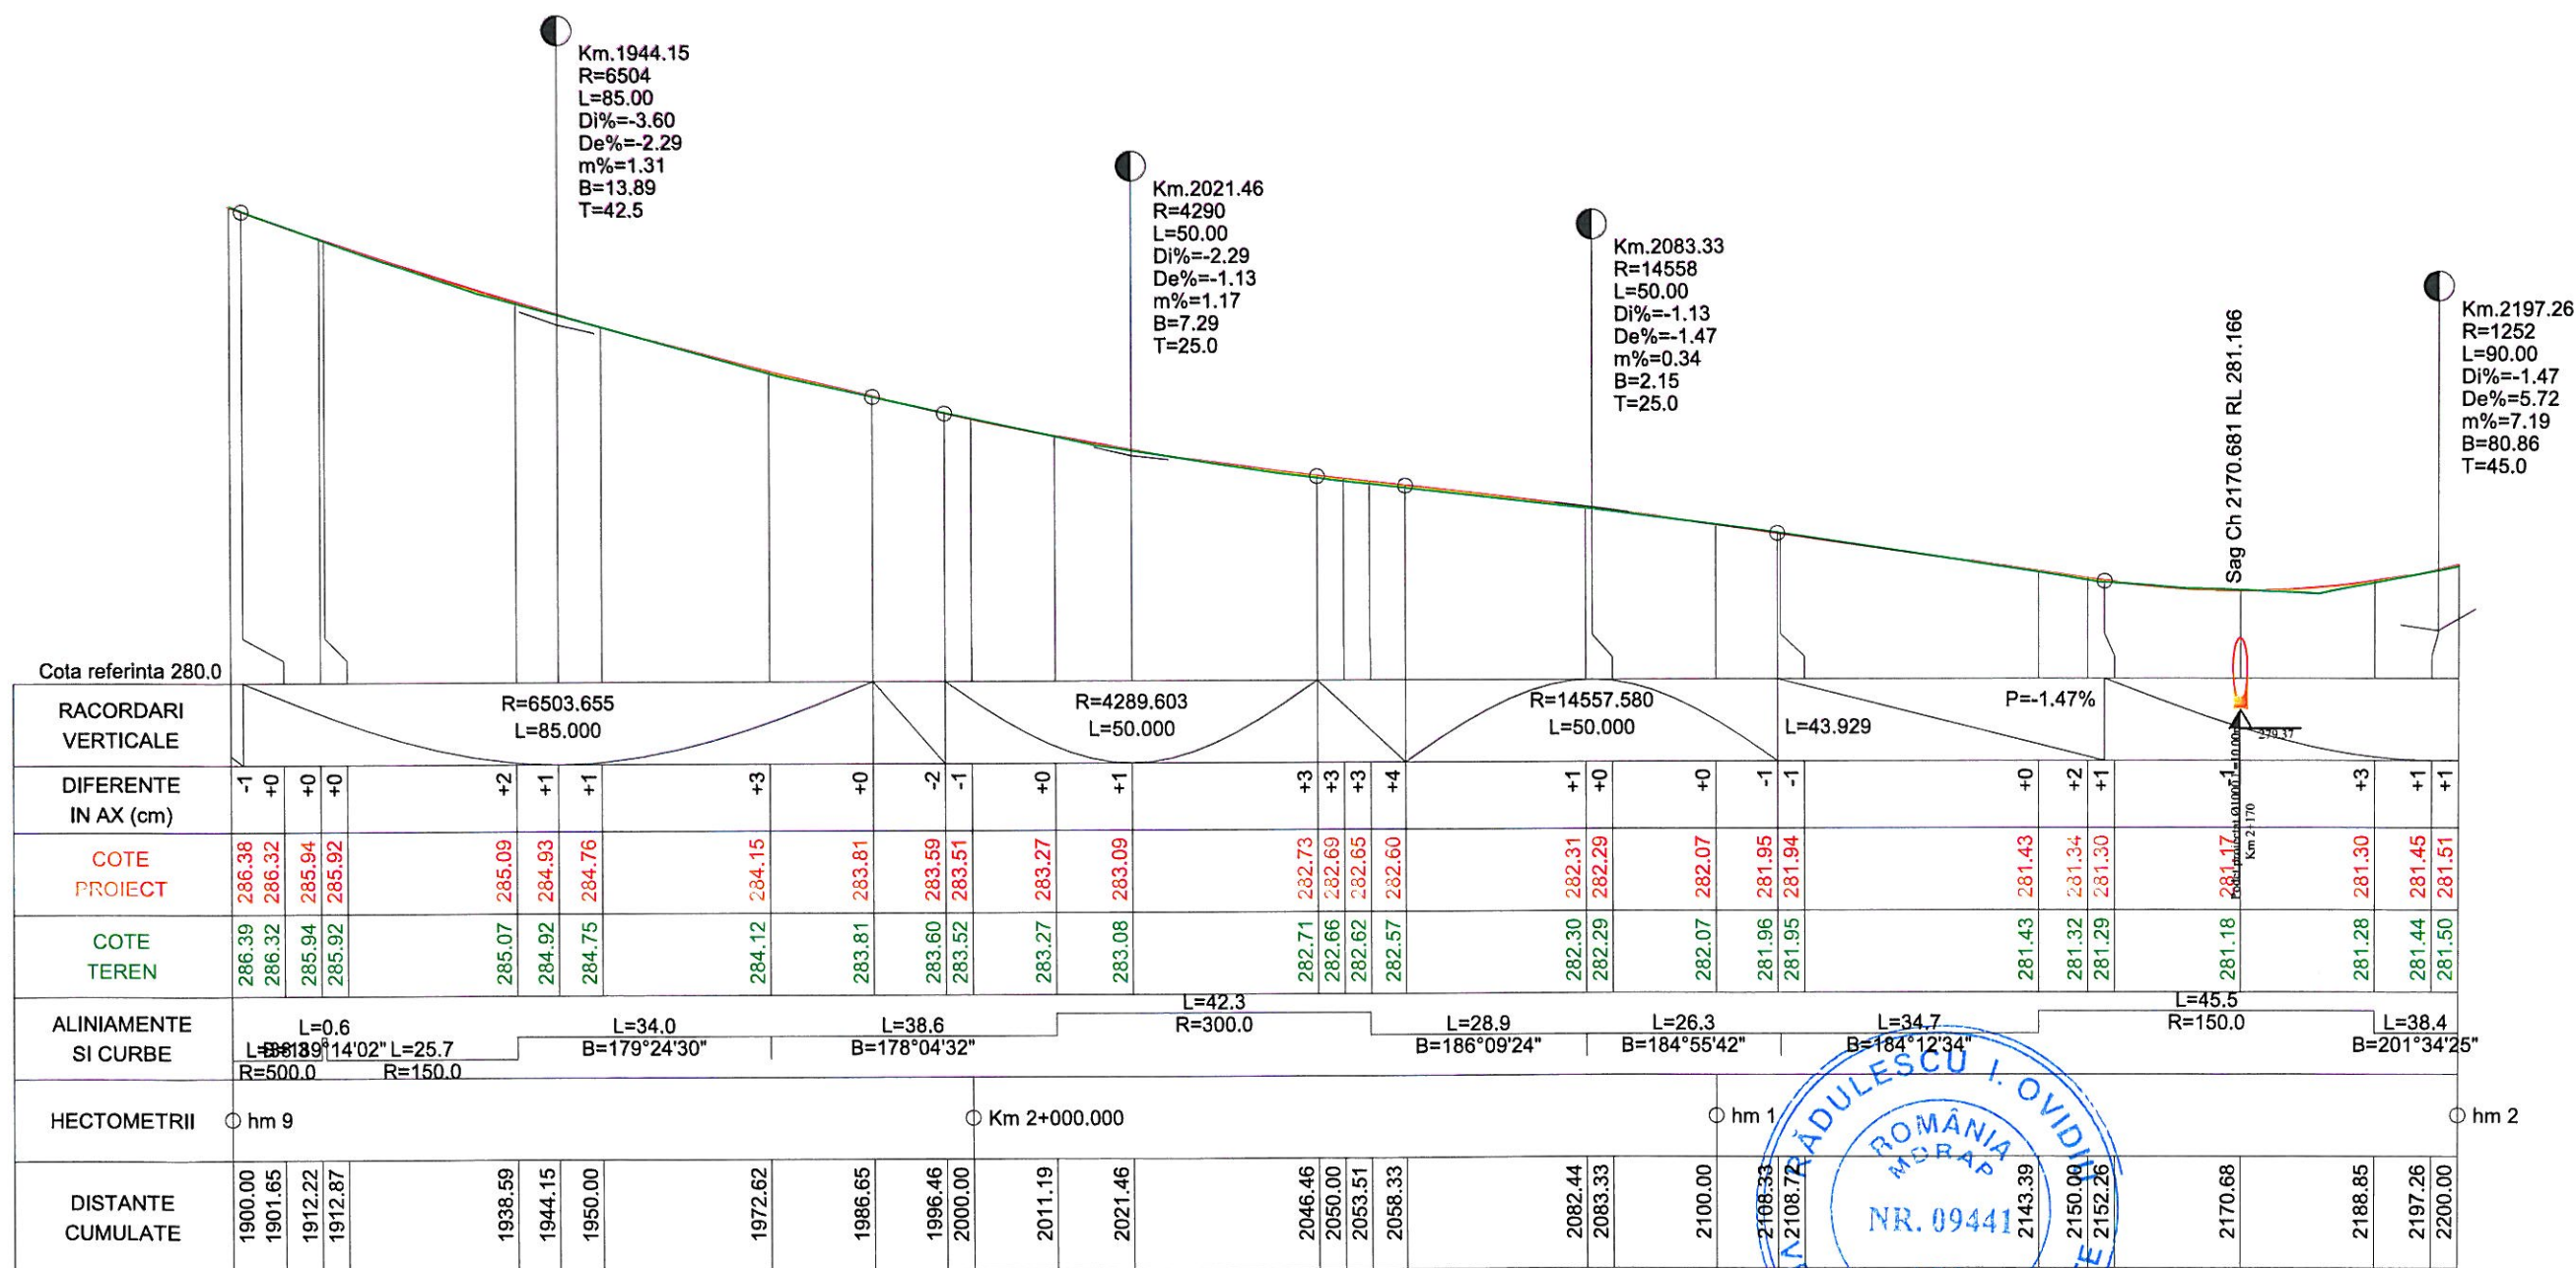 Km.1944.15
R=6504
L=85.00
Di%=-3.60
De%=-2.29
m%=1.31
B=13.89
T=42.5
Km.2021.46
R=4290
L=50.00
Di%=-2.29
De%=-1.13
m%=1.17
B=7.29
T=25.0
Km.2083.33
R=14558
L=50.00
Di%=-1.13
De%=-1.47
m%=0.34
B=2.15
T=25.0
Sag Ch 2170.681 RL 281.166
Km.2197.26
R=1252
L=90.00
Di%=-1.47
De%=5.72
m%=7.19
B=80.86
T=45.0
Cota referinta 280.0
RACORDARI
VERTICALE
R=6503.655
L=85.000
R=4289.603
L=50.000
R=14557.580
L=50.000
L=43.929
P=-1.47%
279.37
DIFERENTE
IN AX (cm)
-1 +0 +0 +0 +2 +1 +1 +3 +0 -2 -1 +0 +1 +3 +3 +3 +4 +1 +0 +0 -1 -1 +0 +2 +1 -1 +3 +1 +1
Km 2+170
COTE
PROIECT
286.38 286.32 285.94 285.92 285.09 284.93 284.76 284.15 283.81 283.59 283.51 283.27 283.09 282.73 282.69 282.65 282.60 282.31 282.29 282.07 281.95 281.94 281.43 281.34 281.30 281.17 281.30 281.45 281.51
COTE
TEREN
286.39 286.32 285.94 285.92 285.07 284.92 284.75 284.12 283.81 283.60 283.52 283.27 283.08 282.71 282.66 282.62 282.57 282.30 282.29 282.07 281.96 281.95 281.43 281.32 281.29 281.18 281.28 281.44 281.50
ALINIAMENTE
SI CURBE
L=0.6
L=25.7
R=500.0
R=150.0
L=34.0
B=179°24'30"
L=38.6
B=178°04'32"
L=42.3
R=300.0
L=28.9
B=186°09'24"
L=26.3
B=184°55'42"
L=34.7
B=184°12'34"
L=45.5
R=150.0
L=38.4
B=201°34'25"
HECTOMETRII
hm 9
Km 2+000.000
hm 1
hm 2
DISTANTE
CUMULATE
1900.00 1901.65 1912.22 1912.87 1938.59 1944.15 1950.00 1972.62 1986.65 1996.46 2000.00 2011.19 2021.46 2046.46 2050.00 2053.51 2058.33 2082.44 2083.33 2100.00 2108.33 2108.72 2143.39 2150.00 2152.26 2170.68 2188.85 2197.26 2200.00
RĂDULESCU I. OVIDIU
ROMÂNIA
MDRAP
NR. 09441